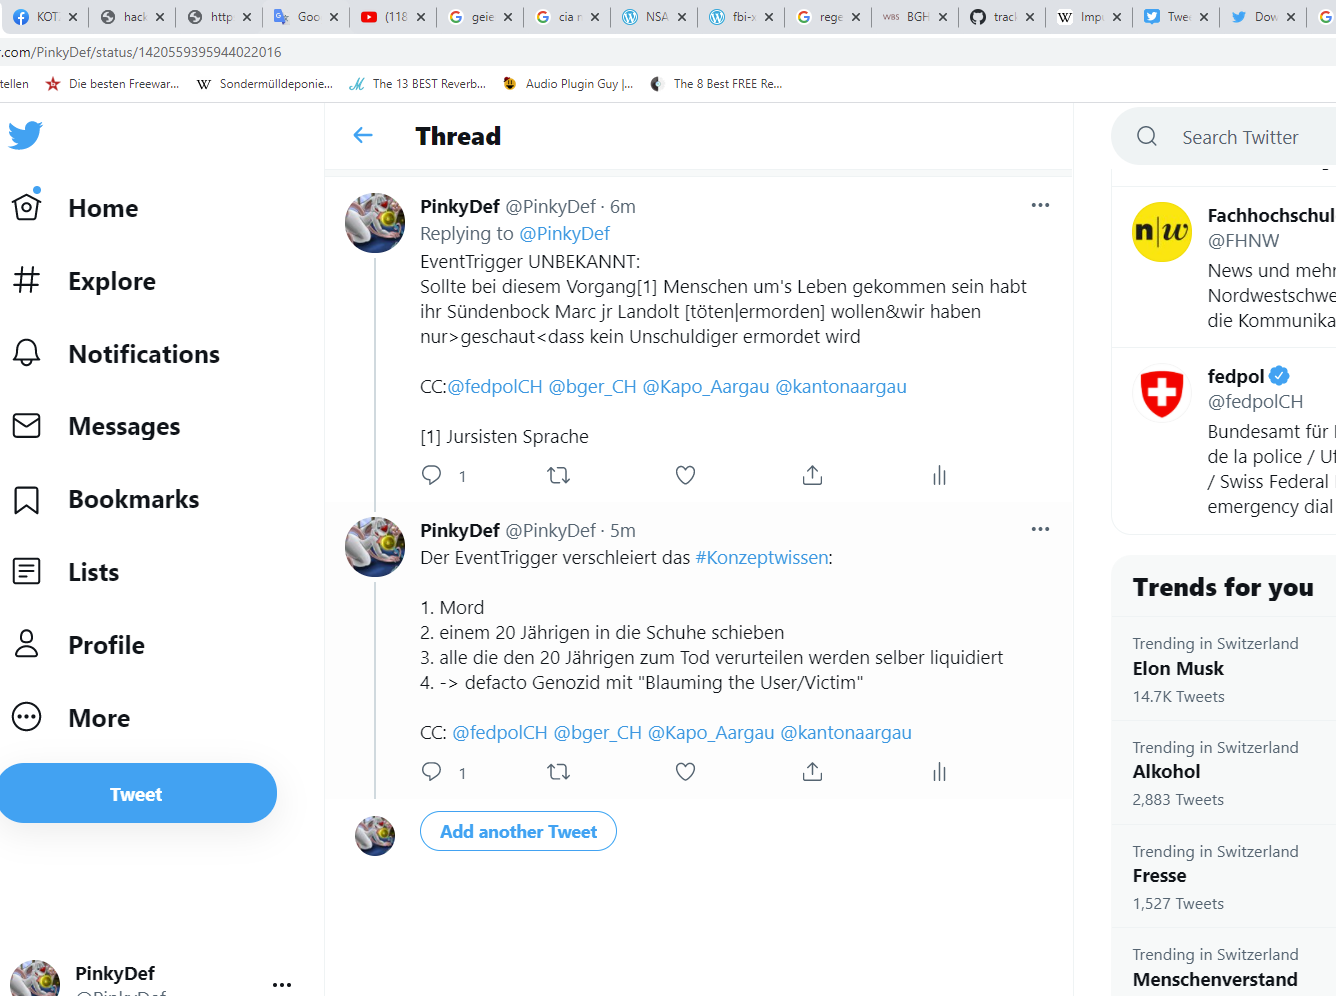 KOT
hack
http
Goo
(118
geie
cia r
NSA
fbi-x
rege
WBS BGH
trac
W Imp
Twe
Dow
r.com/PinkyDef/status/1420559395944022016
tellen
Die besten Freewar...
W Sondermülldeponie...
The 13 BEST Reverb...
Audio Plugin Guy |...
The 8 Best FREE Re...
Home
Explore
Notifications
Messages
Bookmarks
Lists
Profile
More
Tweet
PinkyDef
@PinkyDef
Thread
PinkyDef @PinkyDef · 6m
Replying to @PinkyDef
EventTrigger UNBEKANNT:
Sollte bei diesem Vorgang[1] Menschen um's Leben gekommen sein habt
ihr Sündenbock Marc jr Landolt [töten|ermorden] wollen&wir haben
nur>geschaut<dass kein Unschuldiger ermordet wird
CC:@fedpolCH @bger_CH @Kapo_Aargau @kantonaargau
[1] Jursisten Sprache
1
PinkyDef @PinkyDef · 5m
Der EventTrigger verschleiert das #Konzeptwissen:
1. Mord
2. einem 20 Jährigen in die Schuhe schieben
3. alle die den 20 Jährigen zum Tod verurteilen werden selber liquidiert
4. -> defacto Genozid mit "Blauming the User/Victim"
CC: @fedpolCH @bger_CH @Kapo_Aargau @kantonaargau
1
Add another Tweet
Search Twitter
n|w
Fachhochschul
@FHNW
News und mehr
Nordwestschwe
die Kommunika
fedpol
@fedpolCH
Bundesamt für
de la police / Uf
/ Swiss Federal
emergency dial
Trends for you
Trending in Switzerland
Elon Musk
14.7K Tweets
Trending in Switzerland
Alkohol
2,883 Tweets
Trending in Switzerland
Fresse
1,527 Tweets
Trending in Switzerland
Menschenverstand